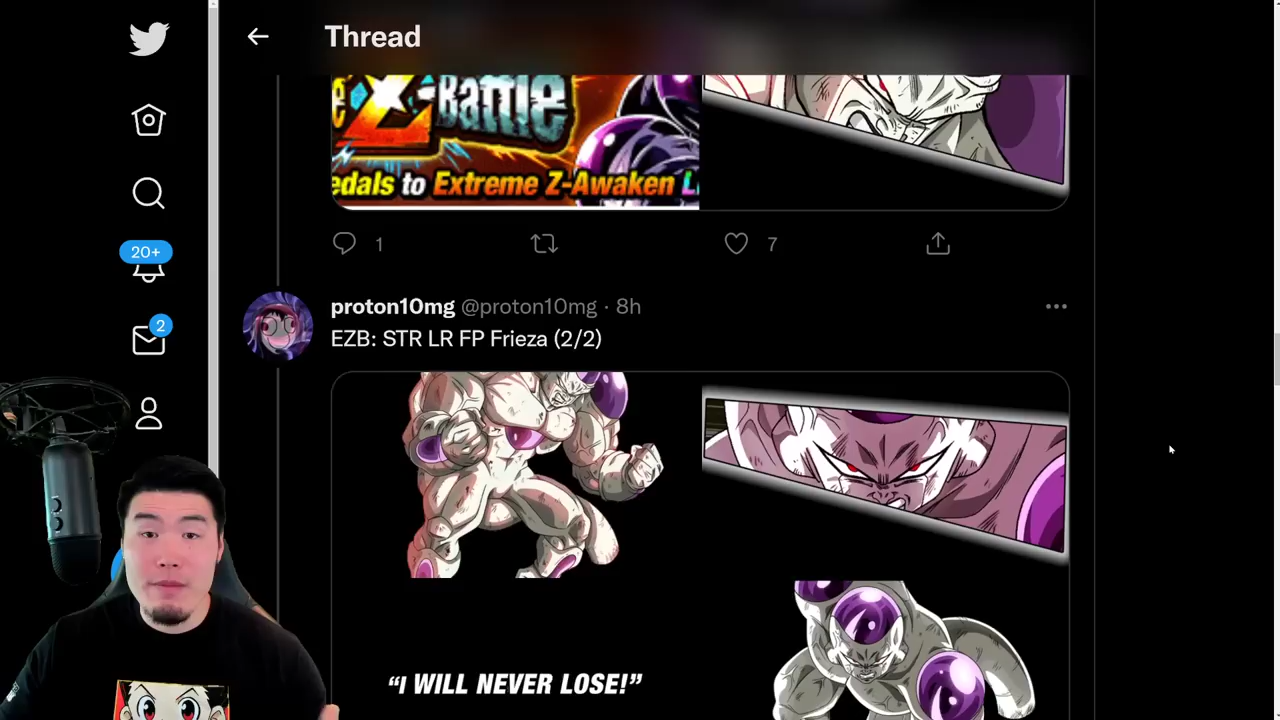 Thread
Z-Battle
edals to Extreme Z-Awaken L
1
7
20+
proton10mg @proton10mg · 8h
EZB: STR LR FP Frieza (2/2)
2
“I WILL NEVER LOSE!”